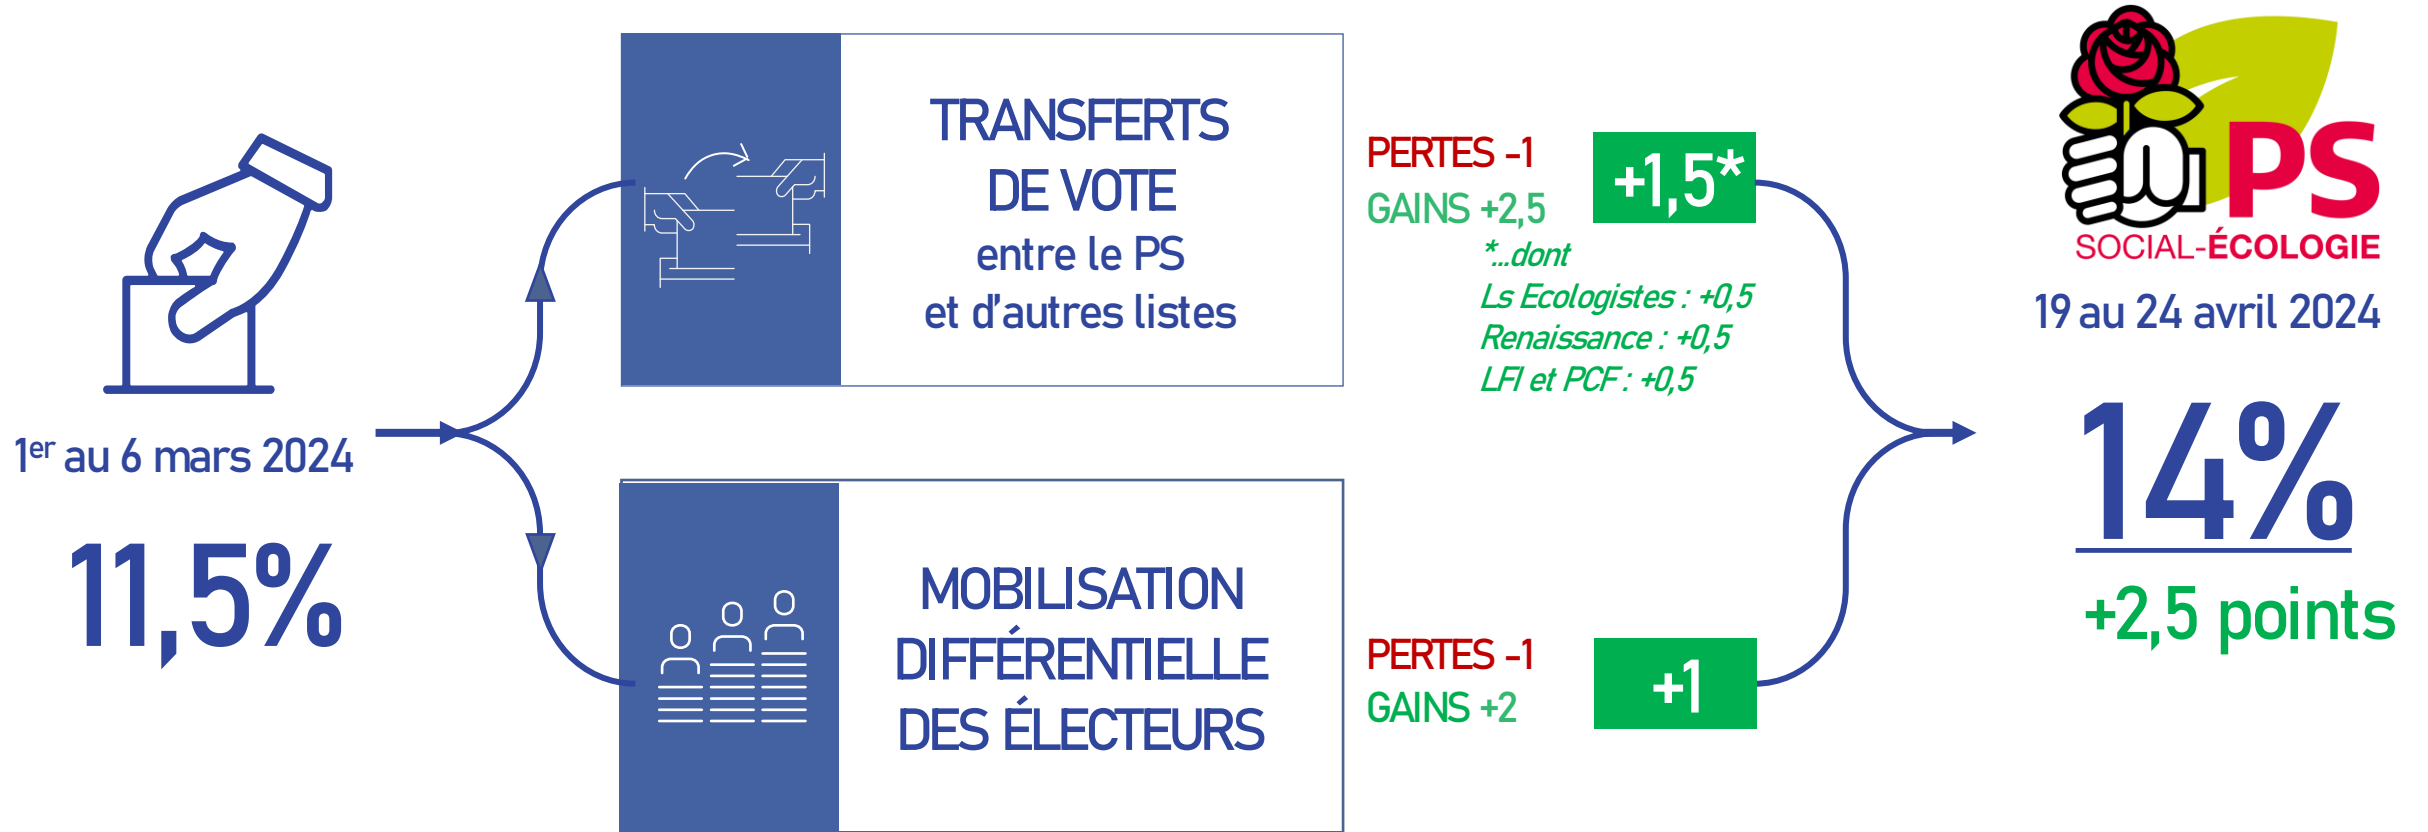 1er au 6 mars 2024
11,5%
TRANSFERTS
DE VOTE
entre le PS
et d'autres listes
PERTES -1
GAINS +2,5
+1,5*
*...dont
Ls Ecologistes : +0,5
Renaissance : +0,5
LFI et PCF : +0,5
MOBILISATION
DIFFÉRENTIELLE
DES ÉLECTEURS
PERTES -1
GAINS +2
+1
PS
SOCIAL-ÉCOLOGIE
19 au 24 avril 2024
14%
+2,5 points